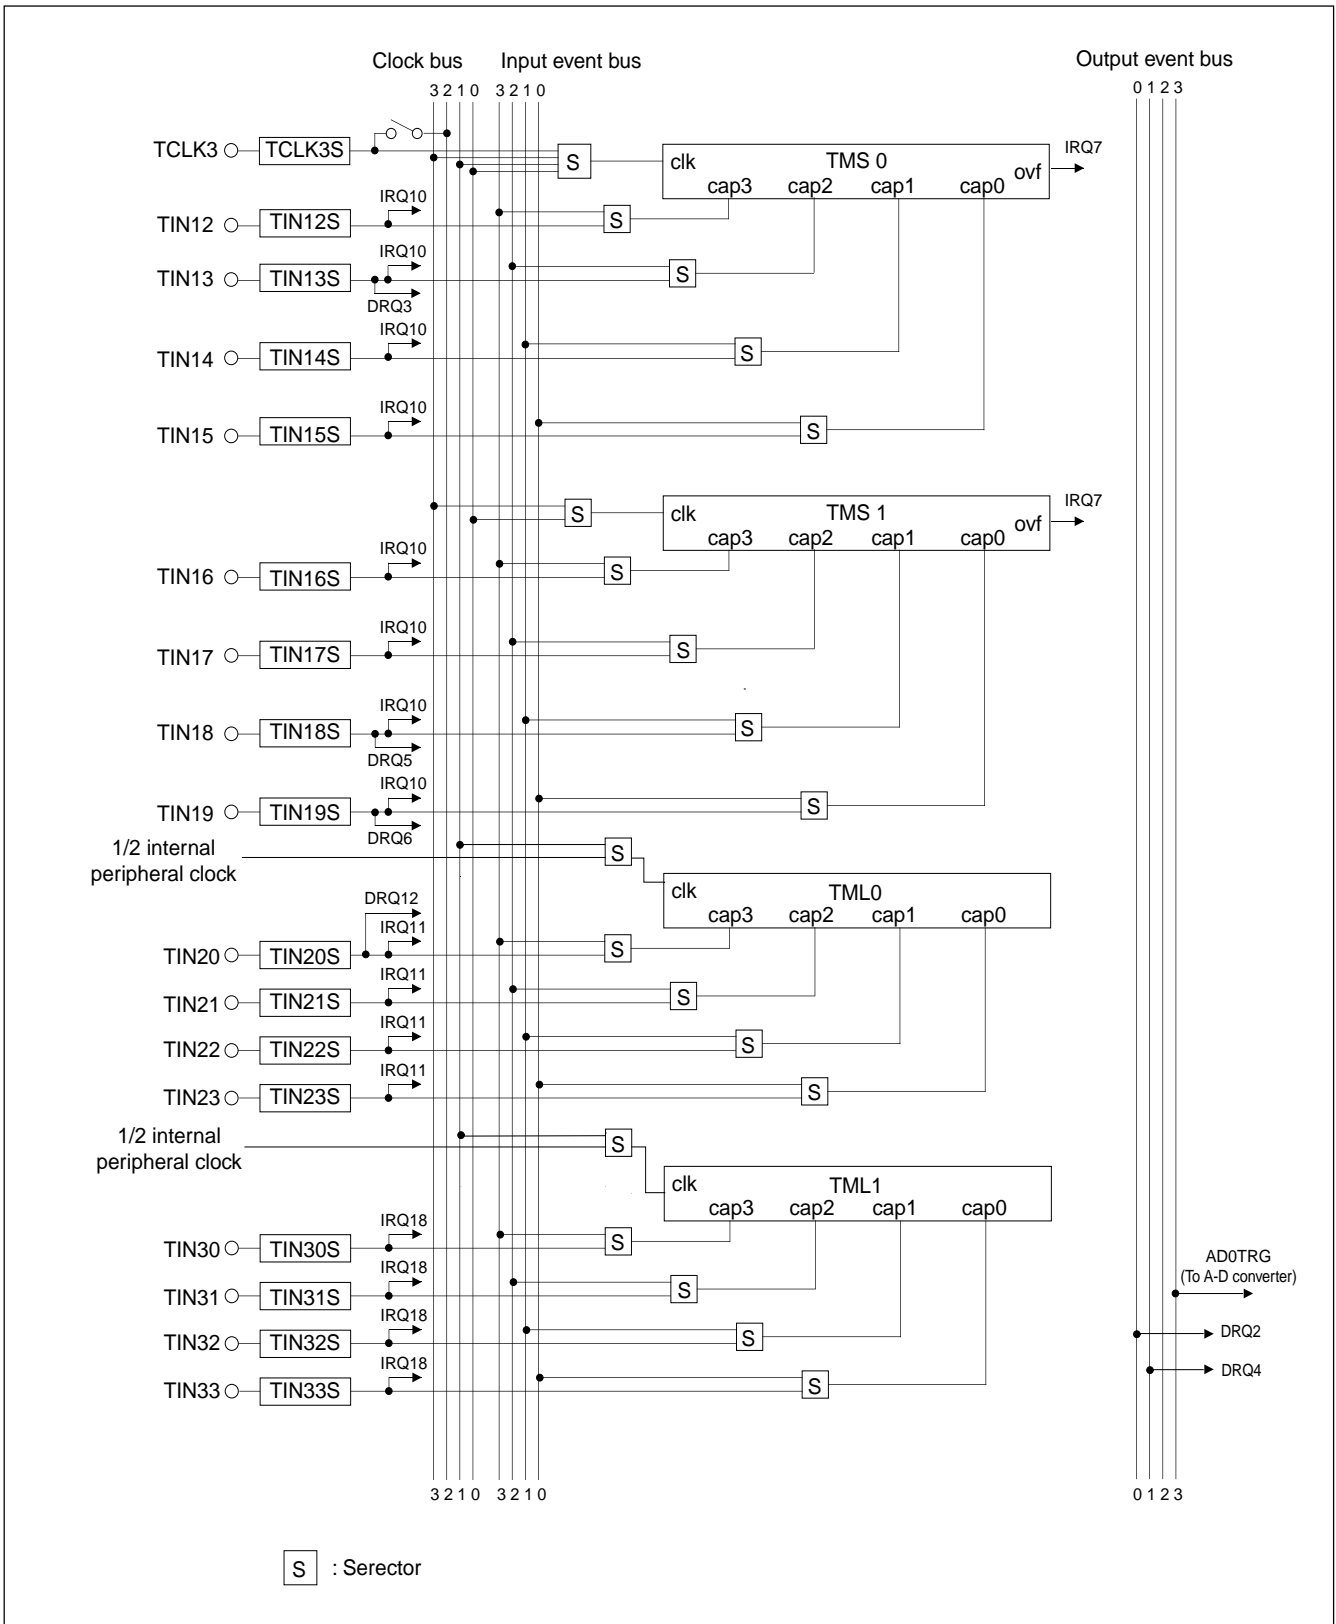 Clock bus Input event bus Output event bus
3 2 1 0 3 2 1 0 0 1 2 3
TCLK3 TCLK3S S clk TMS 0 ovf IRQ7
cap3 cap2 cap1 cap0
IRQ10
TIN12 TIN12S S
IRQ10
TIN13 TIN13S S
DRQ3
IRQ10
TIN14 TIN14S S
IRQ10
TIN15 TIN15S S
S clk TMS 1 ovf IRQ7
cap3 cap2 cap1 cap0
IRQ10
TIN16 TIN16S S
IRQ10
TIN17 TIN17S S
IRQ10
TIN18 TIN18S S
DRQ5
IRQ10
TIN19 TIN19S S
DRQ6
1/2 internal
peripheral clock
S
clk TML0
cap3 cap2 cap1 cap0
DRQ12
IRQ11
TIN20 TIN20S S
IRQ11
TIN21 TIN21S S
IRQ11
TIN22 TIN22S S
IRQ11
TIN23 TIN23S S
1/2 internal
peripheral clock
S
clk TML1
cap3 cap2 cap1 cap0
IRQ18
TIN30 TIN30S S
IRQ18
TIN31 TIN31S S
IRQ18
TIN32 TIN32S S
IRQ18
TIN33 TIN33S S
AD0TRG
(To A-D converter)
DRQ2
DRQ4
3 2 1 0 3 2 1 0 0 1 2 3
S : Serector